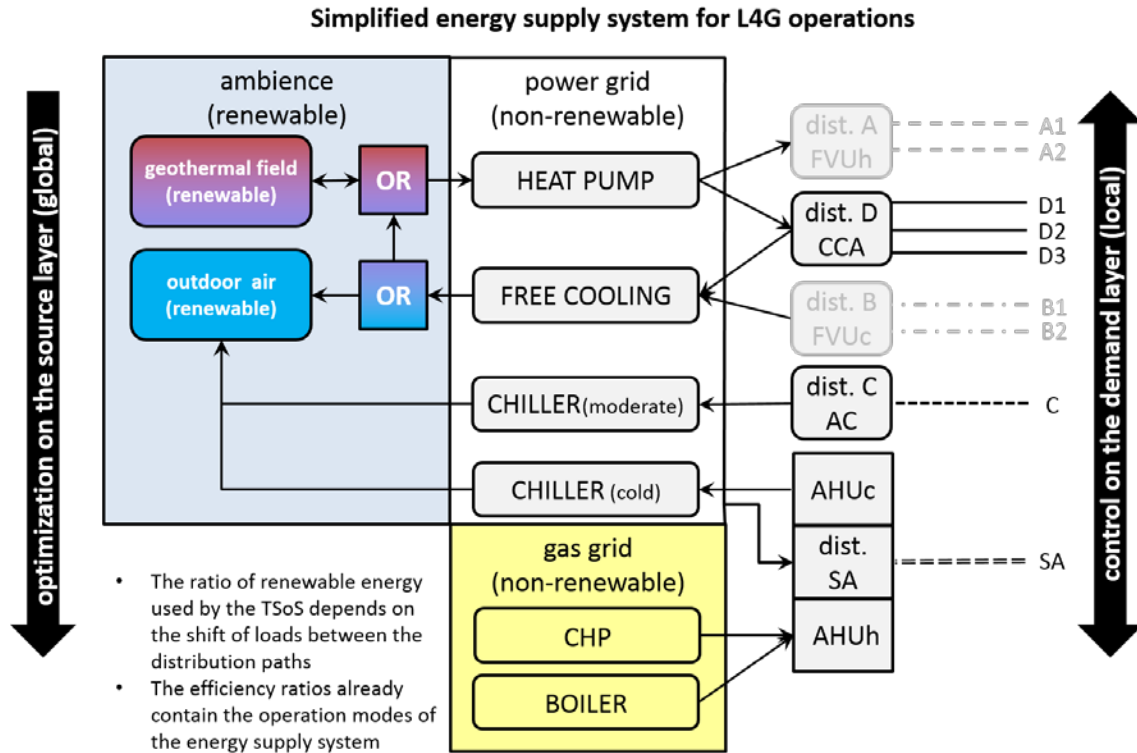 Simplified energy supply system for L4G operations
optimization on the source layer (global)
ambience
(renewable)
power grid
(non-renewable)
geothermal field
(renewable)
OR
HEAT PUMP
outdoor air
(renewable)
OR
FREE COOLING
CHILLER (moderate)
CHILLER (cold)
gas grid
(non-renewable)
CHP
BOILER
dist. A
FVUh
A1
A2
dist. D
CCA
D1
D2
D3
dist. B
FVUc
B1
B2
dist. C
AC
C
AHUc
dist.
SA
SA
AHUh
control on the demand layer (local)
• The ratio of renewable energy
used by the TSoS depends on
the shift of loads between the
distribution paths
• The efficiency ratios already
contain the operation modes of
the energy supply system